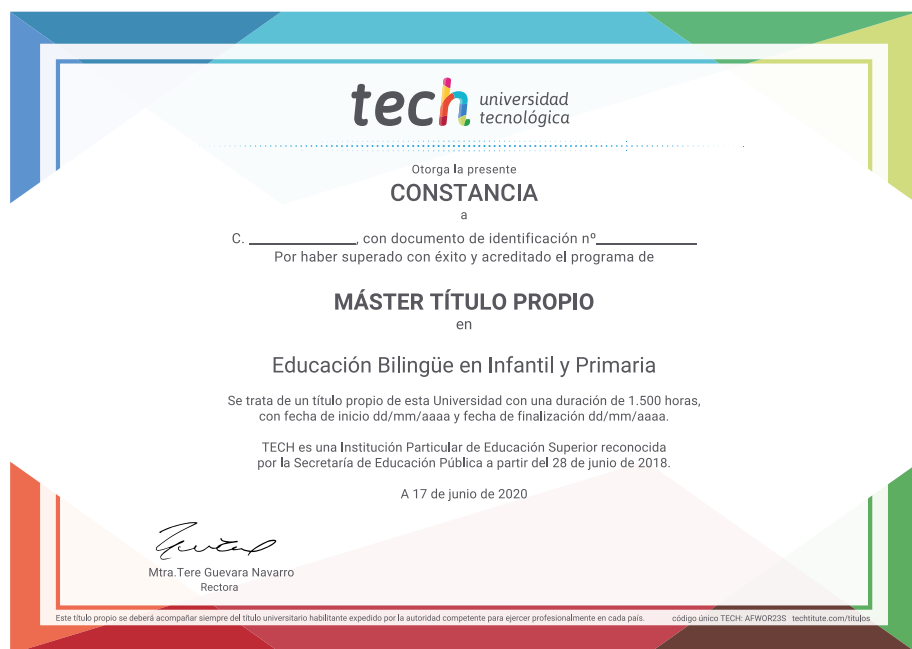 tech universidad
tecnológica
Otorga la presente
CONSTANCIA
a
C. ______________, con documento de identificación nº_____________
Por haber superado con éxito y acreditado el programa de
MÁSTER TÍTULO PROPIO
en
Educación Bilingüe en Infantil y Primaria
Se trata de un título propio de esta Universidad con una duración de 1.500 horas,
con fecha de inicio dd/mm/aaaa y fecha de finalización dd/mm/aaaa.
TECH es una Institución Particular de Educación Superior reconocida
por la Secretaría de Educación Pública a partir del 28 de junio de 2018.
A 17 de junio de 2020
Mtra.Tere Guevara Navarro
Rectora
Este título propio se deberá acompañar siempre del título universitario habilitante expedido por la autoridad competente para ejercer profesionalmente en cada país. código único TECH: AFWOR23S techtitute.com/titulos